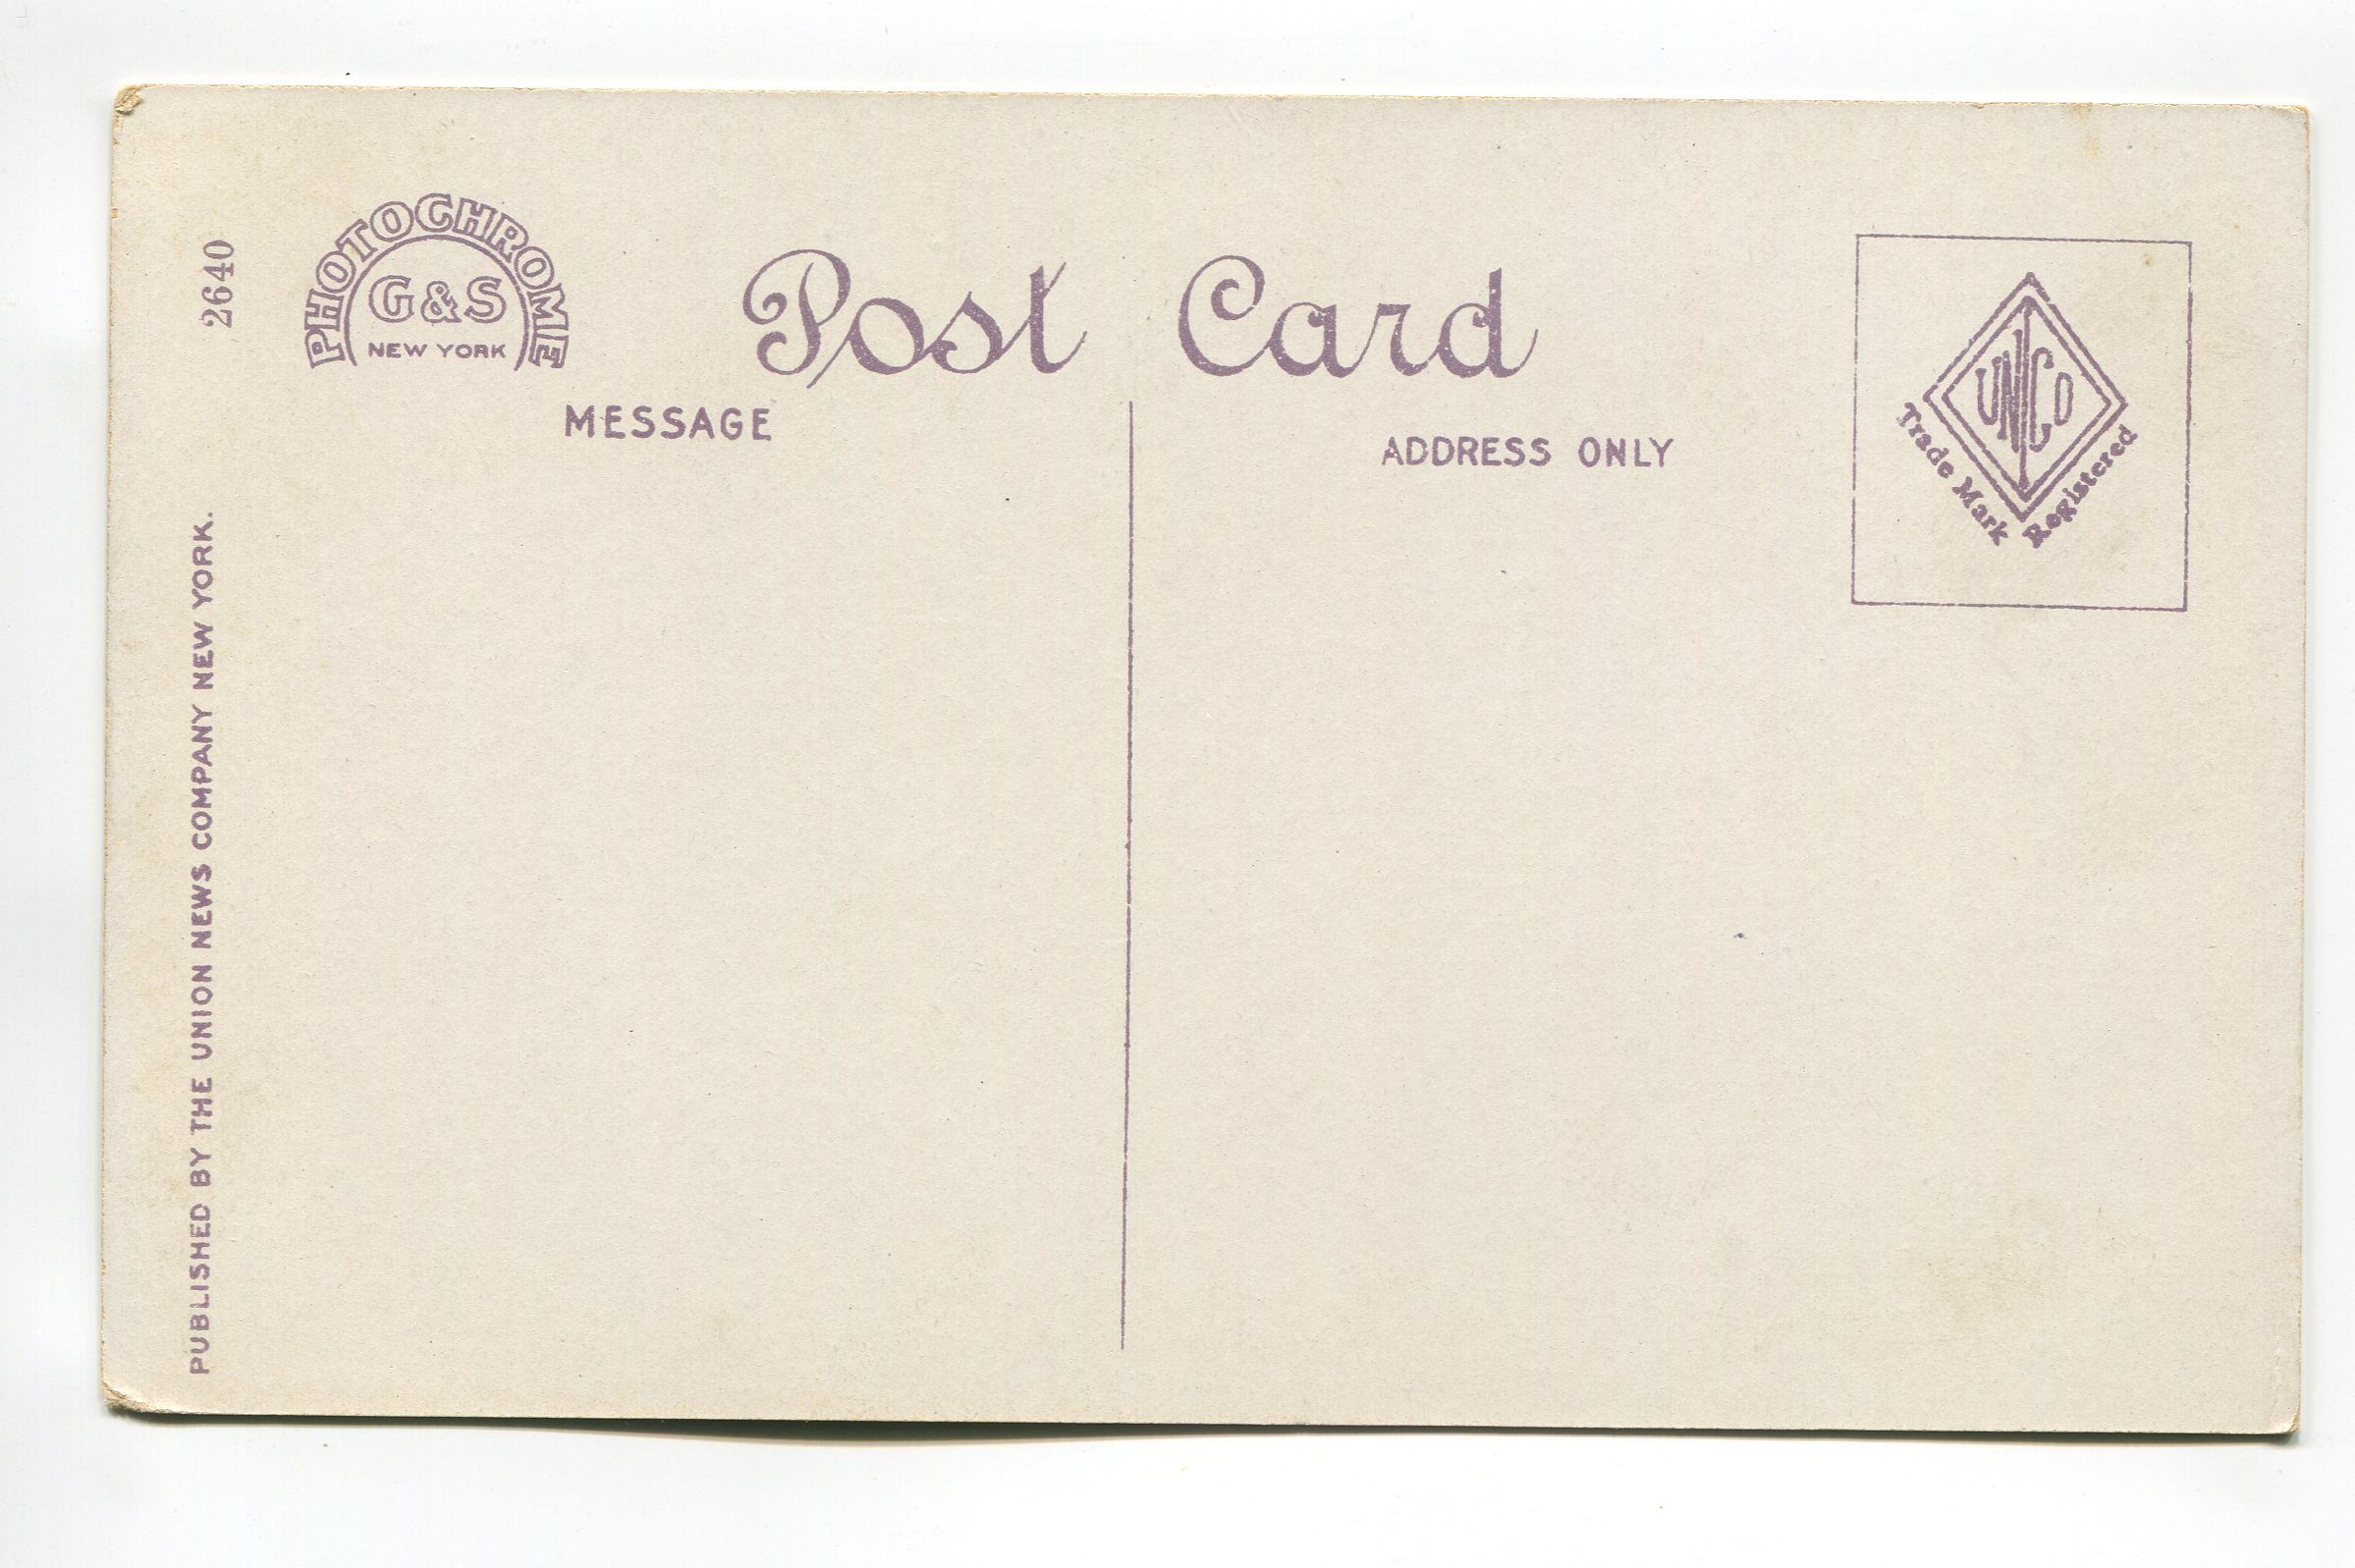 2640
PHOTOCHROME
G&S
NEW YORK
Post Card
MESSAGE
ADDRESS ONLY
UNCO
Trade Mark Registered
PUBLISHED BY THE UNION NEWS COMPANY NEW YORK.